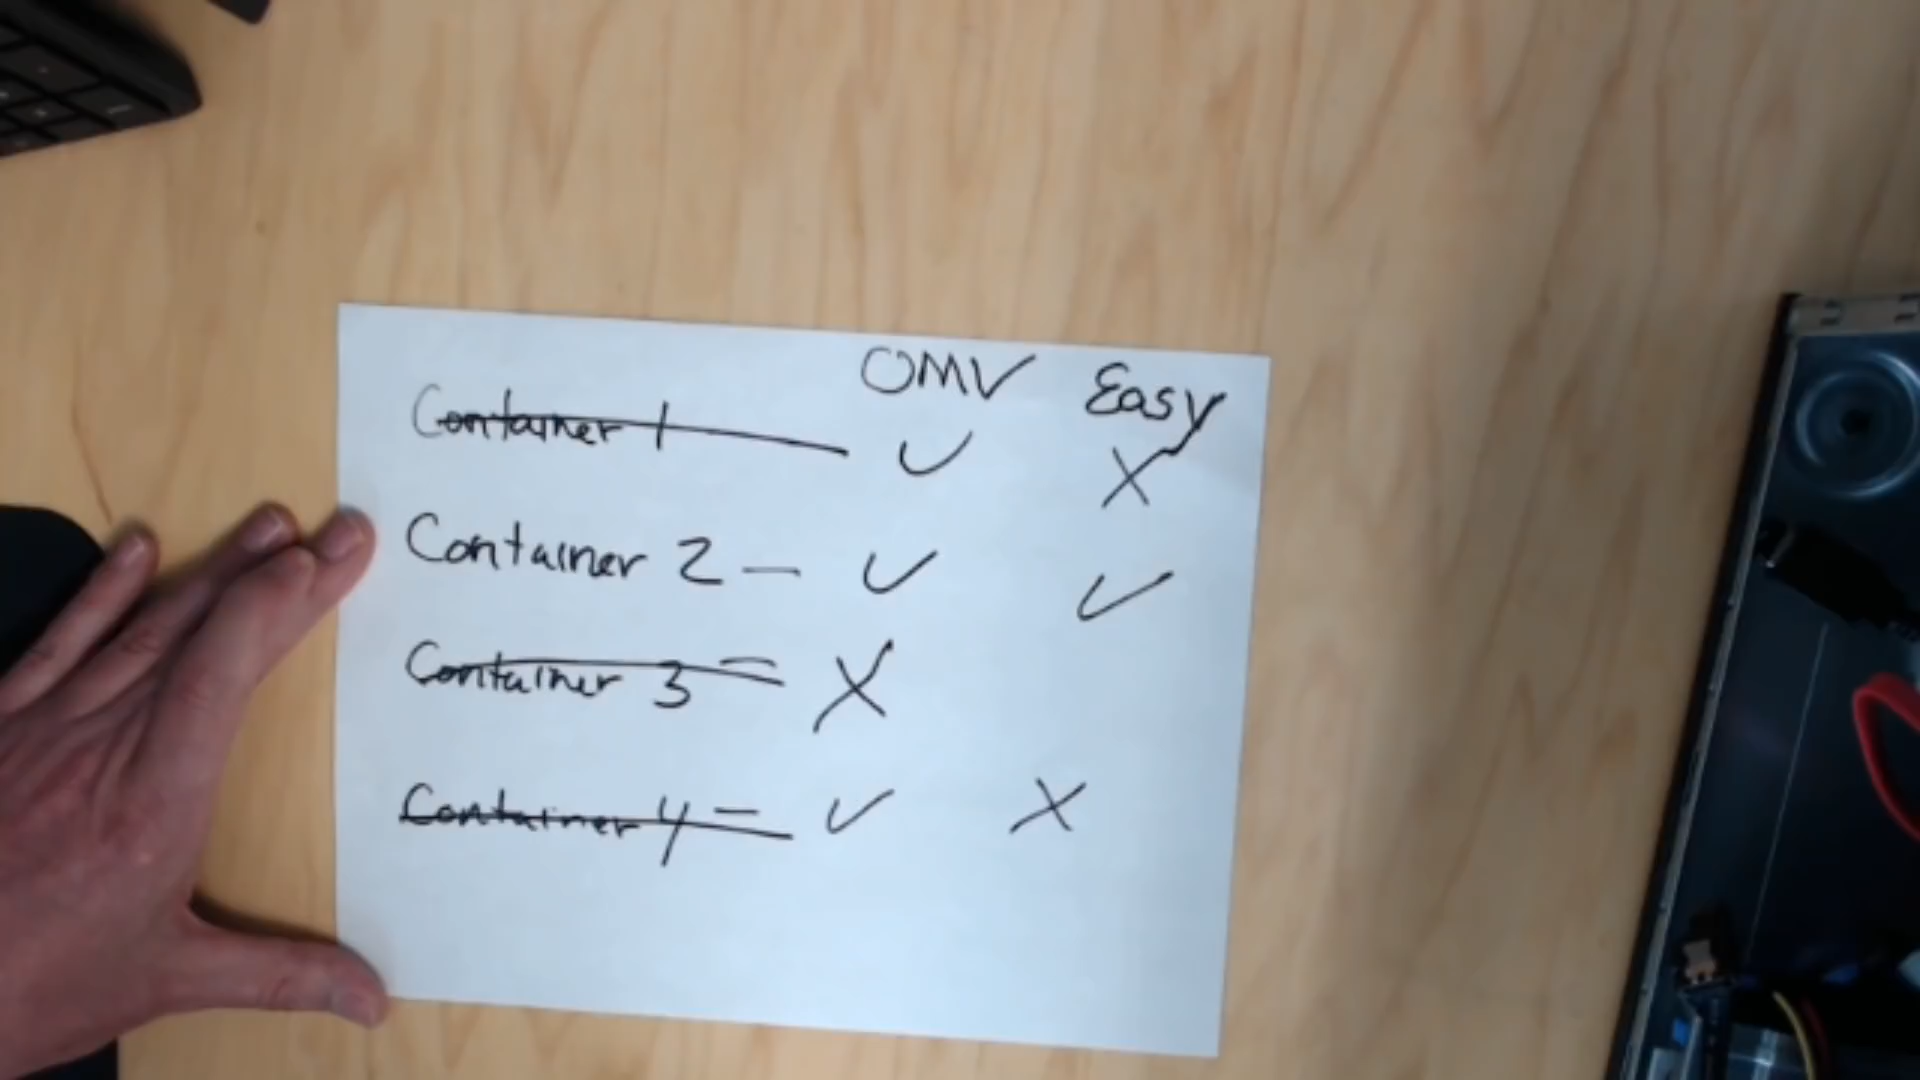 OMV Easy
Container 1 ✓ X
Container 2 — ✓ ✓
Container 3 = X
Container 4 — ✓ X